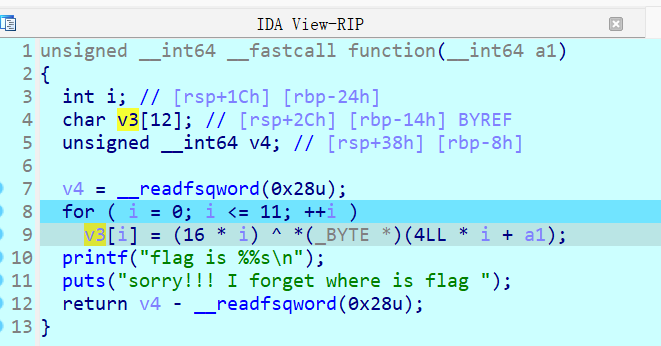 IDA View-RIP
1 unsigned __int64 __fastcall function(__int64 a1)
2 {
3 int i; // [rsp+1Ch] [rbp-24h]
4 char v3[12]; // [rsp+2Ch] [rbp-14h] BYREF
5 unsigned __int64 v4; // [rsp+38h] [rbp-8h]
6
7 v4 = __readfsqword(0x28u);
8 for ( i = 0; i <= 11; ++i )
9 v3[i] = (16 * i) ^ *(_BYTE *)(4LL * i + a1);
10 printf("flag is %%s\n");
11 puts("sorry!!! I forget where is flag ");
12 return v4 - __readfsqword(0x28u);
13 }